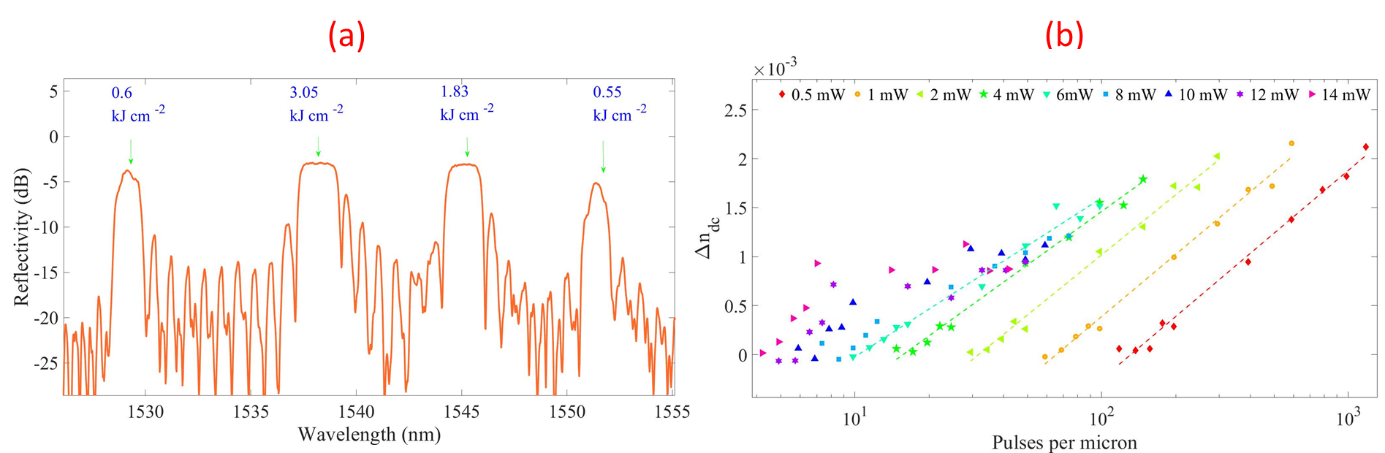 (a)
(b)
0.6
kJ cm -2
3.05
kJ cm -2
1.83
kJ cm -2
0.55
kJ cm -2
5
0
-5
-10
-15
-20
-25
Reflectivity (dB)
1530
1535
1540
1545
1550
1555
Wavelength (nm)
×10-3
0.5 mW
1 mW
2 mW
4 mW
6mW
8 mW
10 mW
12 mW
14 mW
2.5
2
1.5
1
0.5
0
Δndc
101
102
103
Pulses per micron